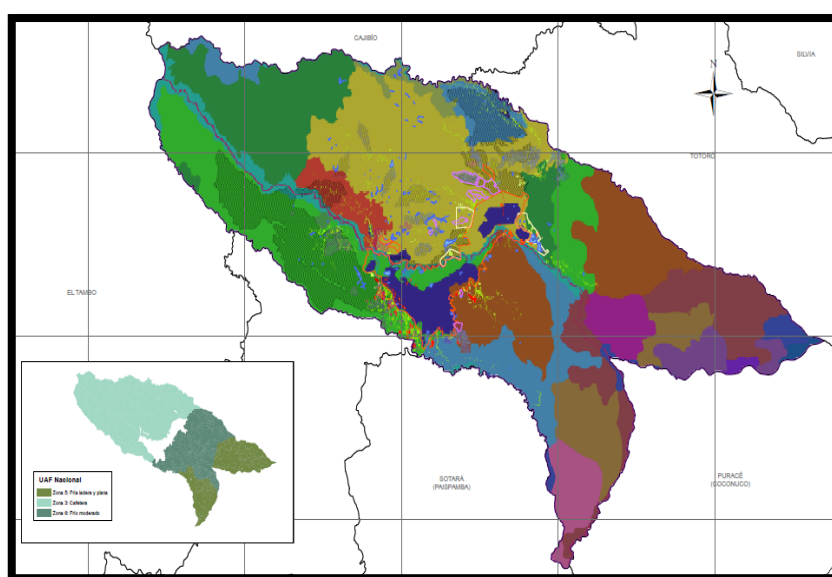 CAJIBÍO
SILVIA
N
TOTORO
EL TAMBO
SOTARÁ
(PAISPAMBA)
PURACÉ
(COCONUCO)
UAF Nacional
Zona 5: Fría ladera y plana
Zona 3: Cafetera
Zona 6: Frío moderado